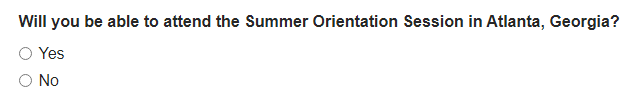 Will you be able to attend the Summer Orientation Session in Atlanta, Georgia?
Yes
No